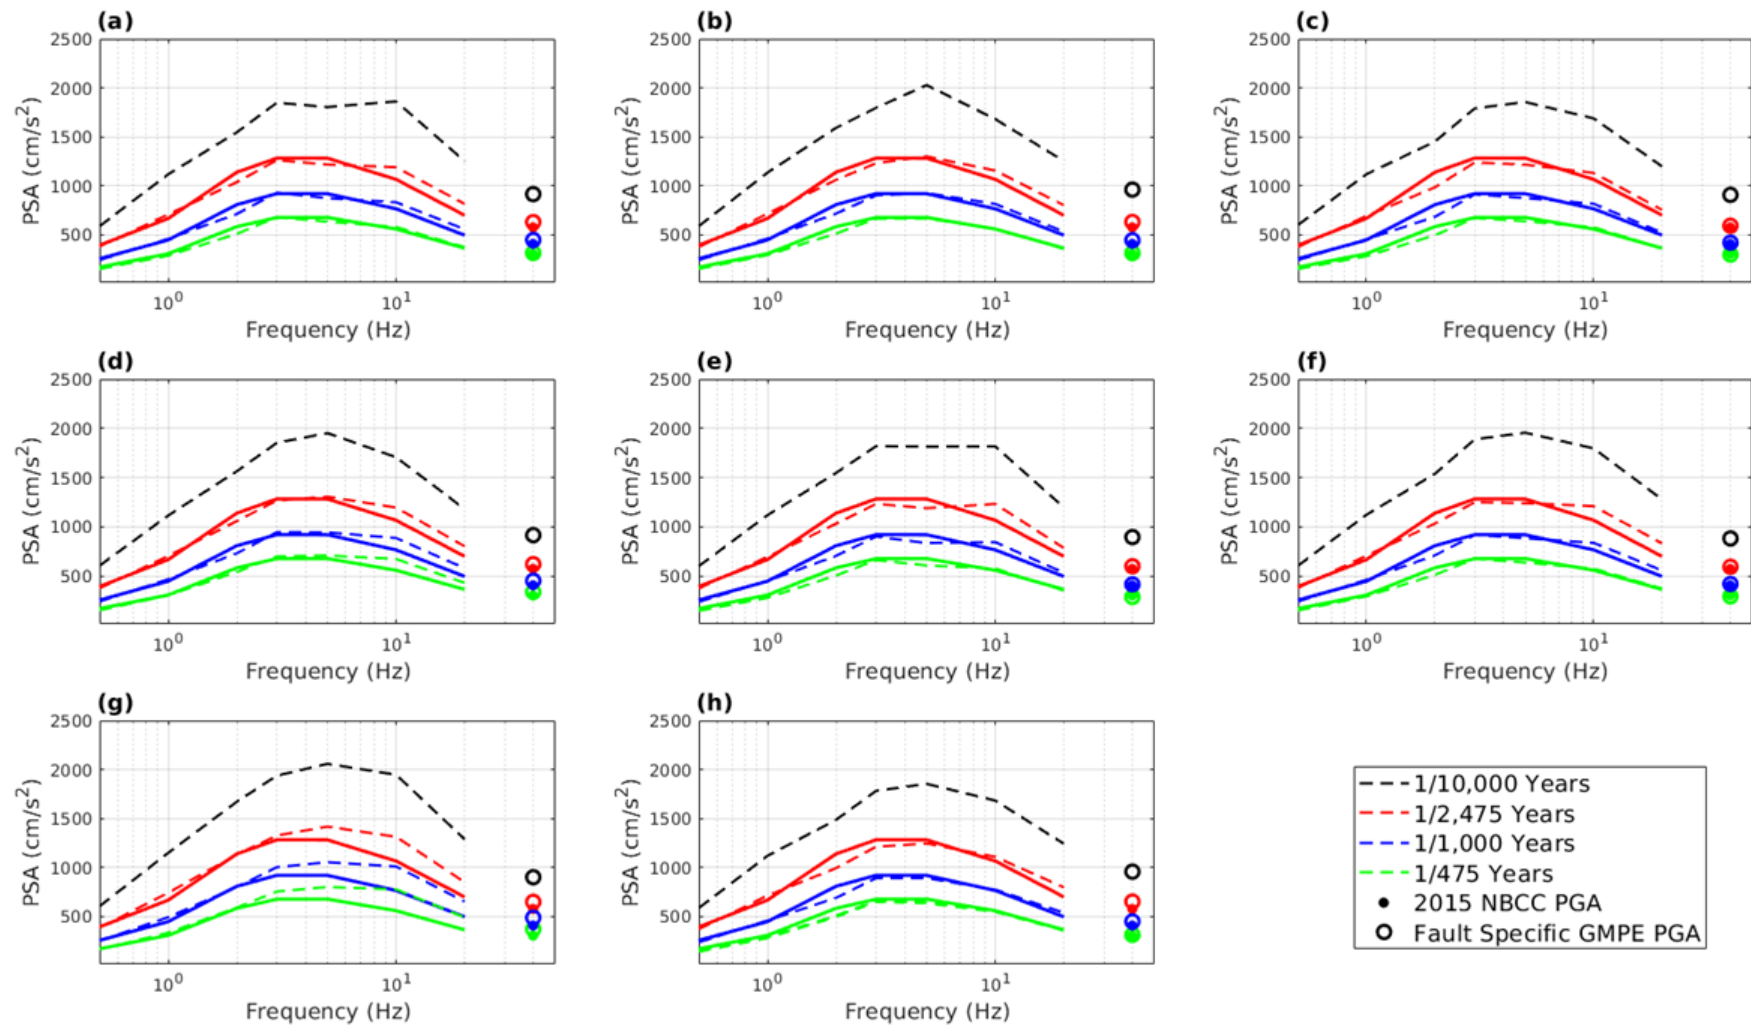 (a)
2500
2000
1500
1000
500
PSA (cm/s²)
10⁰ 10¹
Frequency (Hz)
(b)
2500
2000
1500
1000
500
PSA (cm/s²)
10⁰ 10¹
Frequency (Hz)
(c)
2500
2000
1500
1000
500
PSA (cm/s²)
10⁰ 10¹
Frequency (Hz)
(d)
2500
2000
1500
1000
500
PSA (cm/s²)
10⁰ 10¹
Frequency (Hz)
(e)
2500
2000
1500
1000
500
PSA (cm/s²)
10⁰ 10¹
Frequency (Hz)
(f)
2500
2000
1500
1000
500
PSA (cm/s²)
10⁰ 10¹
Frequency (Hz)
(g)
2500
2000
1500
1000
500
PSA (cm/s²)
10⁰ 10¹
Frequency (Hz)
(h)
2500
2000
1500
1000
500
PSA (cm/s²)
10⁰ 10¹
Frequency (Hz)
1/10,000 Years
1/2,475 Years
1/1,000 Years
1/475 Years
2015 NBCC PGA
Fault Specific GMPE PGA